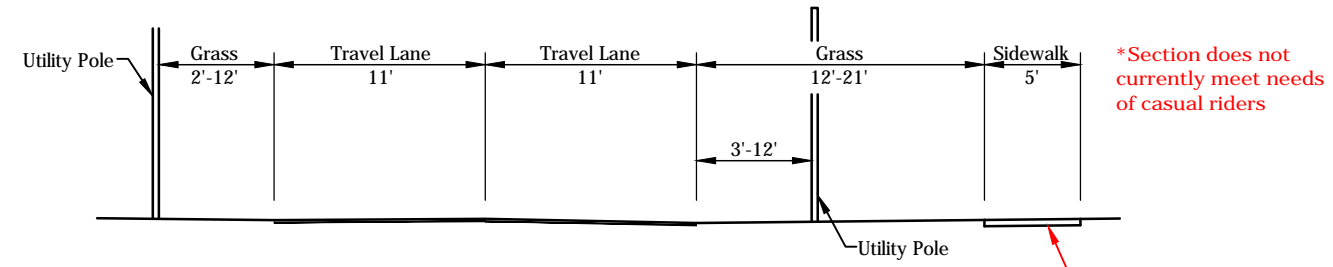 Utility Pole
Grass
2'-12'
Travel Lane
11'
Travel Lane
11'
Grass
12'-21'
Sidewalk
5'
*Section does not
currently meet needs
of casual riders
3'-12'
Utility Pole